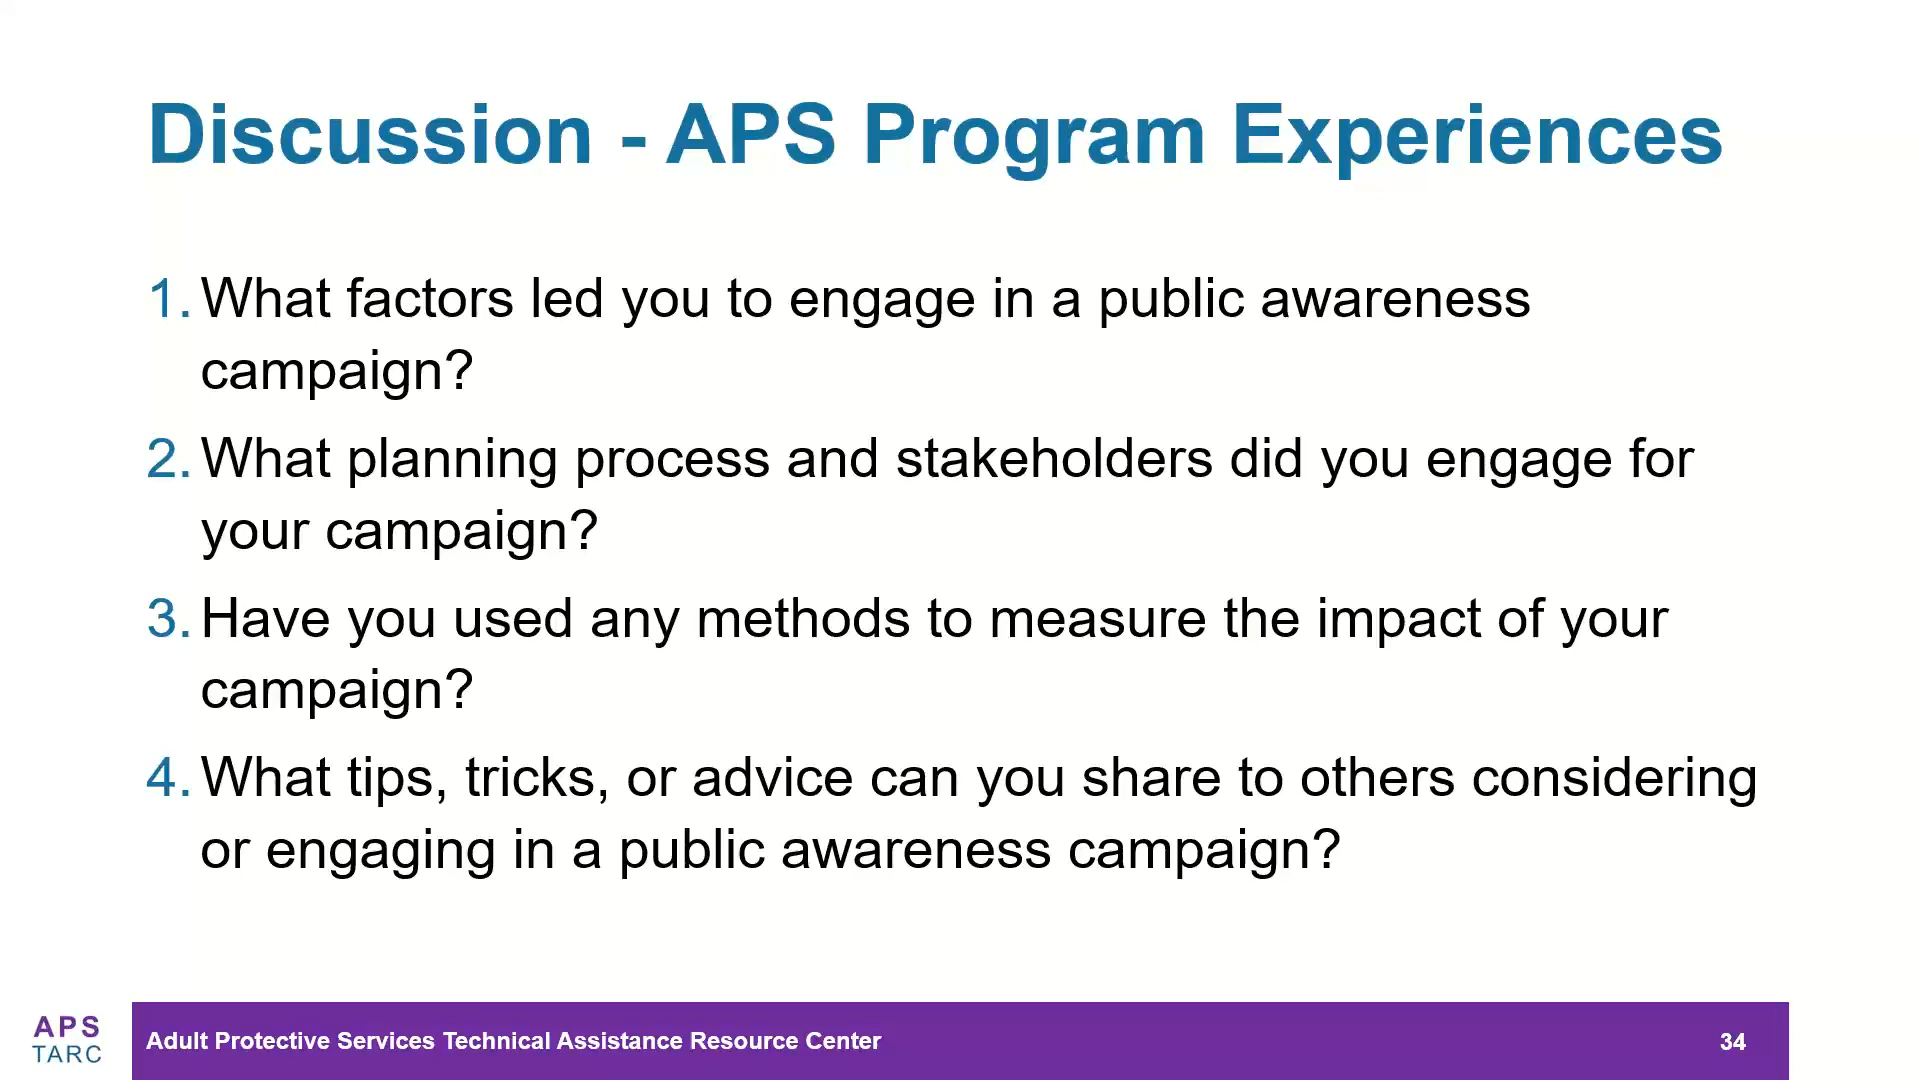 Discussion - APS Program Experiences
1. What factors led you to engage in a public awareness
campaign?
2. What planning process and stakeholders did you engage for
your campaign?
3. Have you used any methods to measure the impact of your
campaign?
4. What tips, tricks, or advice can you share to others considering
or engaging in a public awareness campaign?
APS
TARC
Adult Protective Services Technical Assistance Resource Center
34